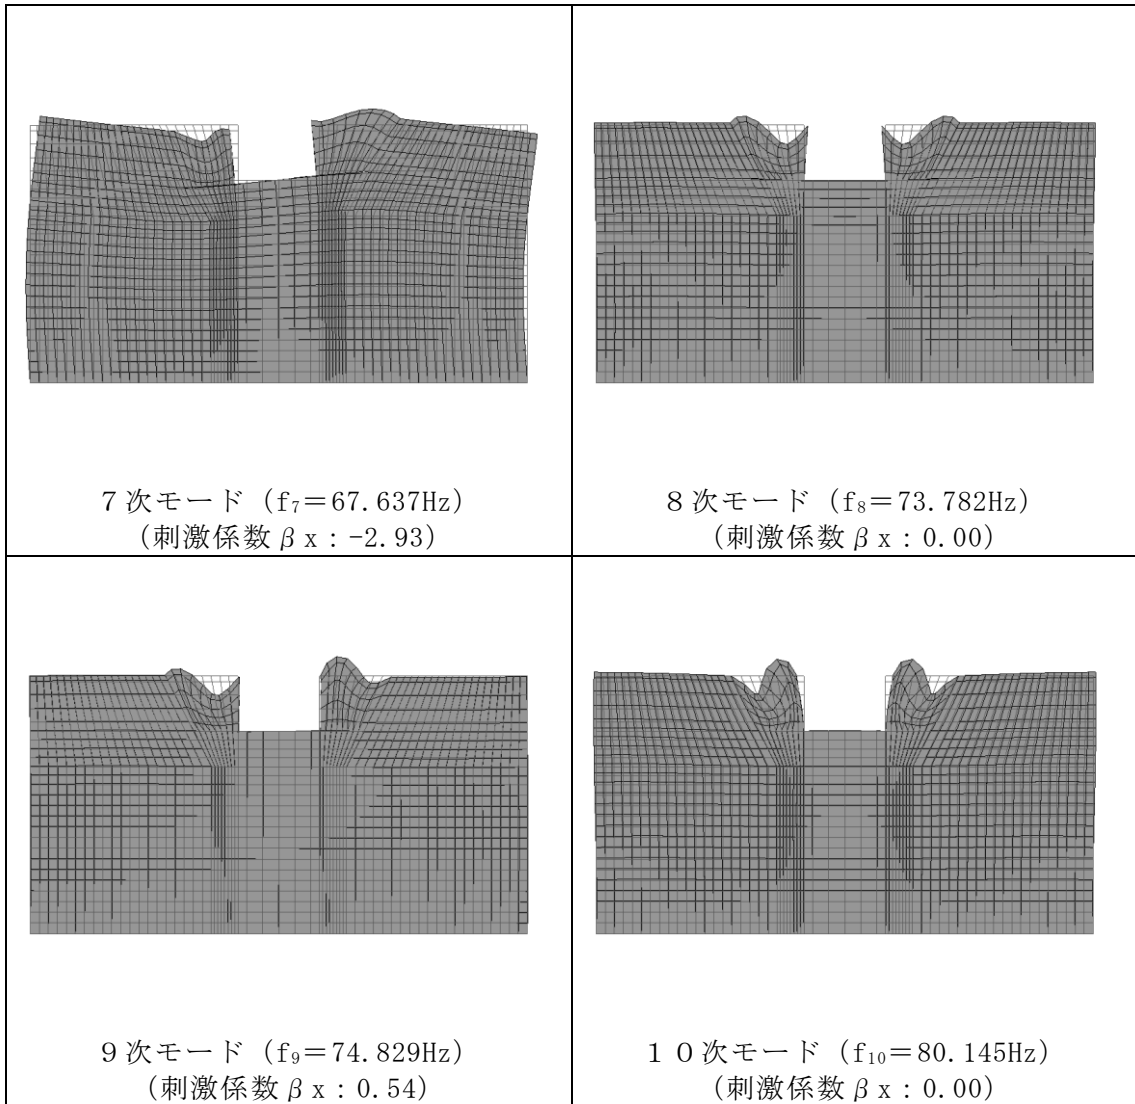 7次モード (f₇=67.637Hz)
(刺激係数βx:-2.93)
8次モード (f₈=73.782Hz)
(刺激係数βx:0.00)
9次モード (f₉=74.829Hz)
(刺激係数βx:0.54)
10次モード (f₁₀=80.145Hz)
(刺激係数βx:0.00)